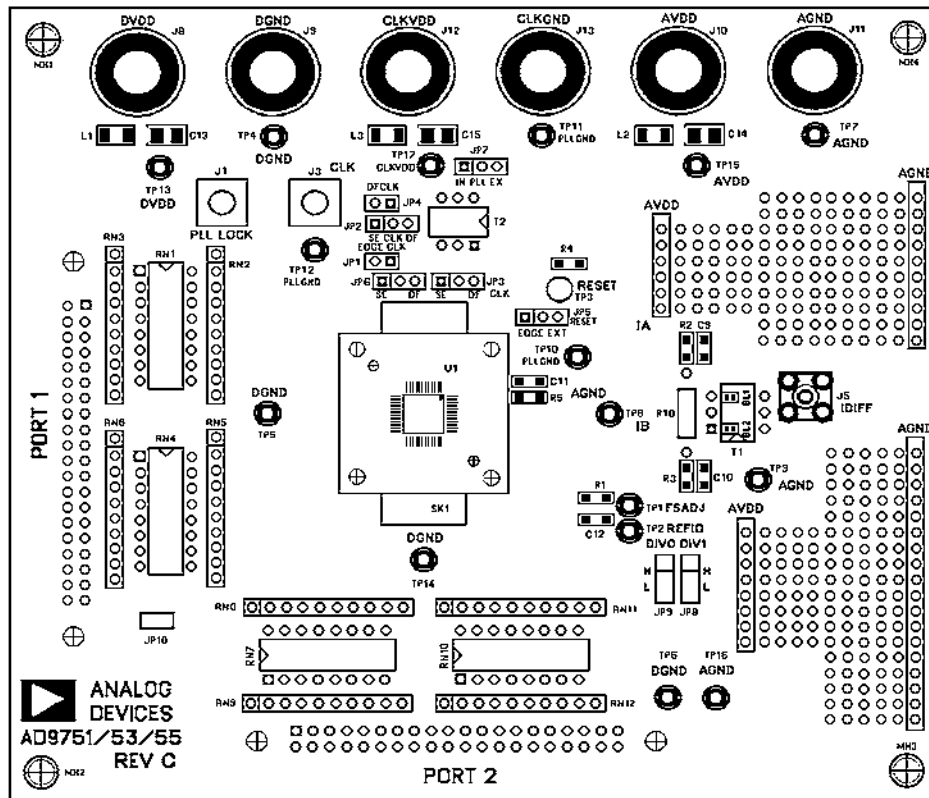 DVDD
DGND
CLKVDD
CLKGND
AVDD
AGND
J8
J9
J12
J13
J10
J11
L1
C13
TP4
DGND
L3
C15
TP11
PLLGND
L2
C14
TP7
AGND
TP13
DVDD
TP17
CLKVDD
JP7
IN PLL EX
TP15
AVDD
J1
PLL LOCK
J3
CLK
DFCLK
JP4
JP2
SE CLK DF
EDGE CLK
T2
JP1
TP12
PLLGND
JP6
SE DF
JP3
SE DF CLK
R4
RESET
TP3
JP5
RESET
EDGE EXT
TP10
PLLGND
AVDD
AGND
IA
RN3
RN1
RN2
RN6
RN4
RN5
PORT 1
DGND
TP5
U1
C11
R5
AGND
TP8
IB
R2 C9
R10
BL1
BL2
T1
J5
IDIFF
R3
C10
TP9
AGND
AGND
SK1
R1
C12
TP1 FSADJ
TP2 REFIO
DIV0 DIV1
H
L
H
L
JP9 JP8
AVDD
DGND
TP14
JP10
RN11
RN7
RN10
RN9
RN12
TP6
DGND
TP16
AGND
ANALOG
DEVICES
AD9751/53/55
REV C
PORT 2